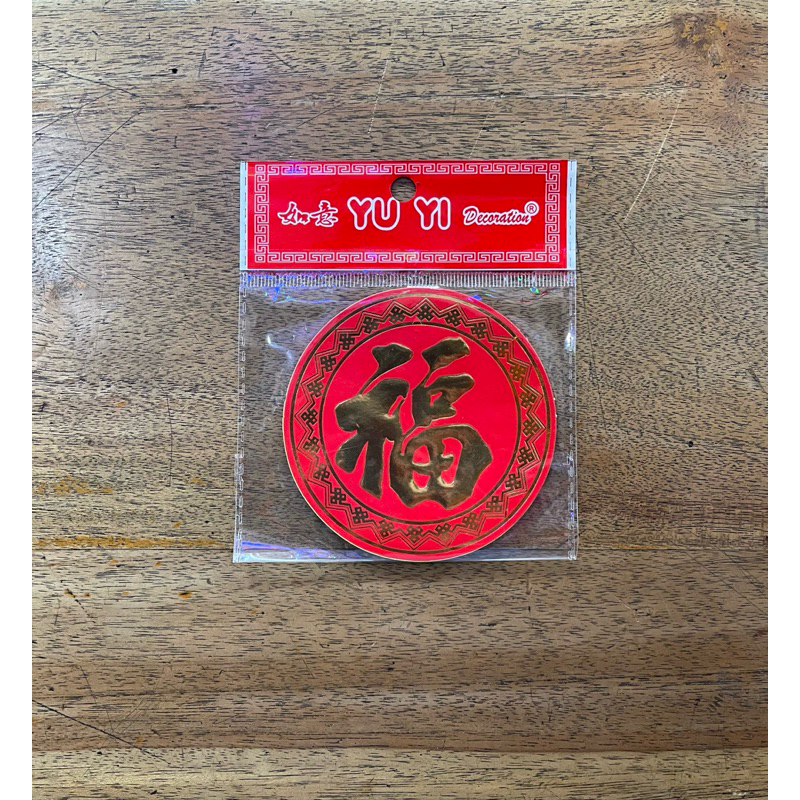 如意 YU YI Decoration®
福